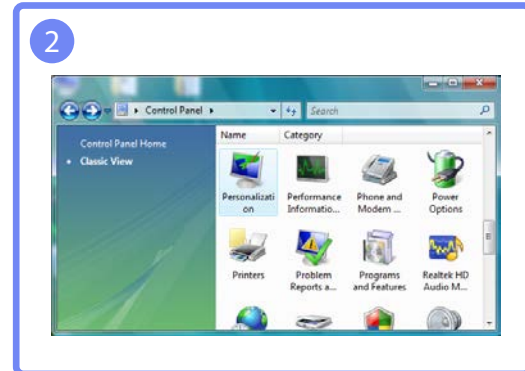 2
Control Panel
Search
Control Panel Home
Classic View
Name Category
Personalizati
on
Performance
Informatio...
Phone and
Modem ...
Power
Options
Printers
Problem
Reports a...
Programs
and Features
Realtek HD
Audio M...